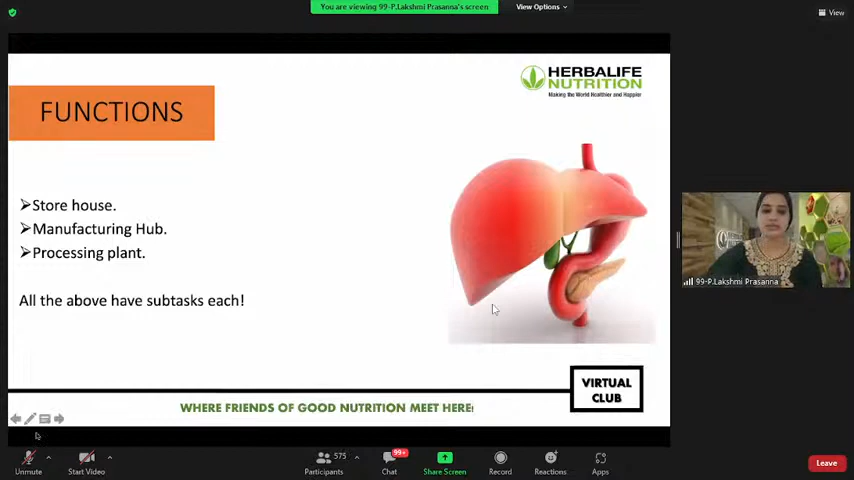 You are viewing 99-P.Lakshmi Prasanna's screen
View Options
View
HERBALIFE
NUTRITION
Making the World Healthier and Happier
FUNCTIONS
➢Store house.
➢Manufacturing Hub.
➢Processing plant.
All the above have subtasks each!
99-P.Lakshmi Prasanna
VIRTUAL
CLUB
WHERE FRIENDS OF GOOD NUTRITION MEET HERE!
Unmute
Start Video
575
Participants
99+
Chat
Share Screen
Record
Reactions
Apps
Leave